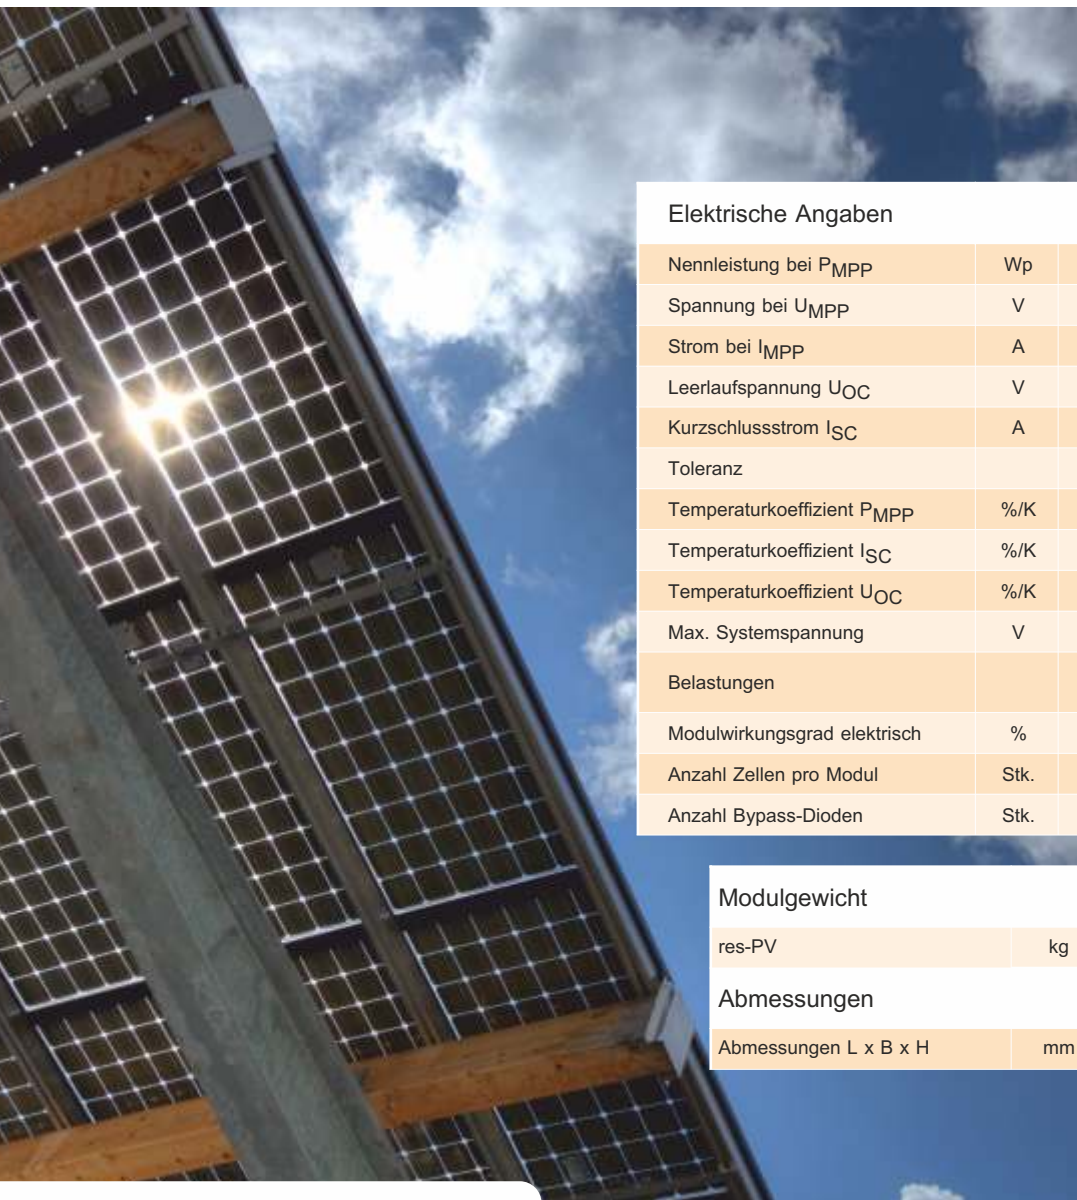 Elektrische Angaben
Nennleistung bei PMPP Wp
Spannung bei UMPP V
Strom bei IMPP A
Leerlaufspannung UOC V
Kurzschlussstrom ISC A
Toleranz
Temperaturkoeffizient PMPP %/K
Temperaturkoeffizient ISC %/K
Temperaturkoeffizient UOC %/K
Max. Systemspannung V
Belastungen
Modulwirkungsgrad elektrisch %
Anzahl Zellen pro Modul Stk.
Anzahl Bypass-Dioden Stk.
Modulgewicht
res-PV kg
Abmessungen
Abmessungen L x B x H mm